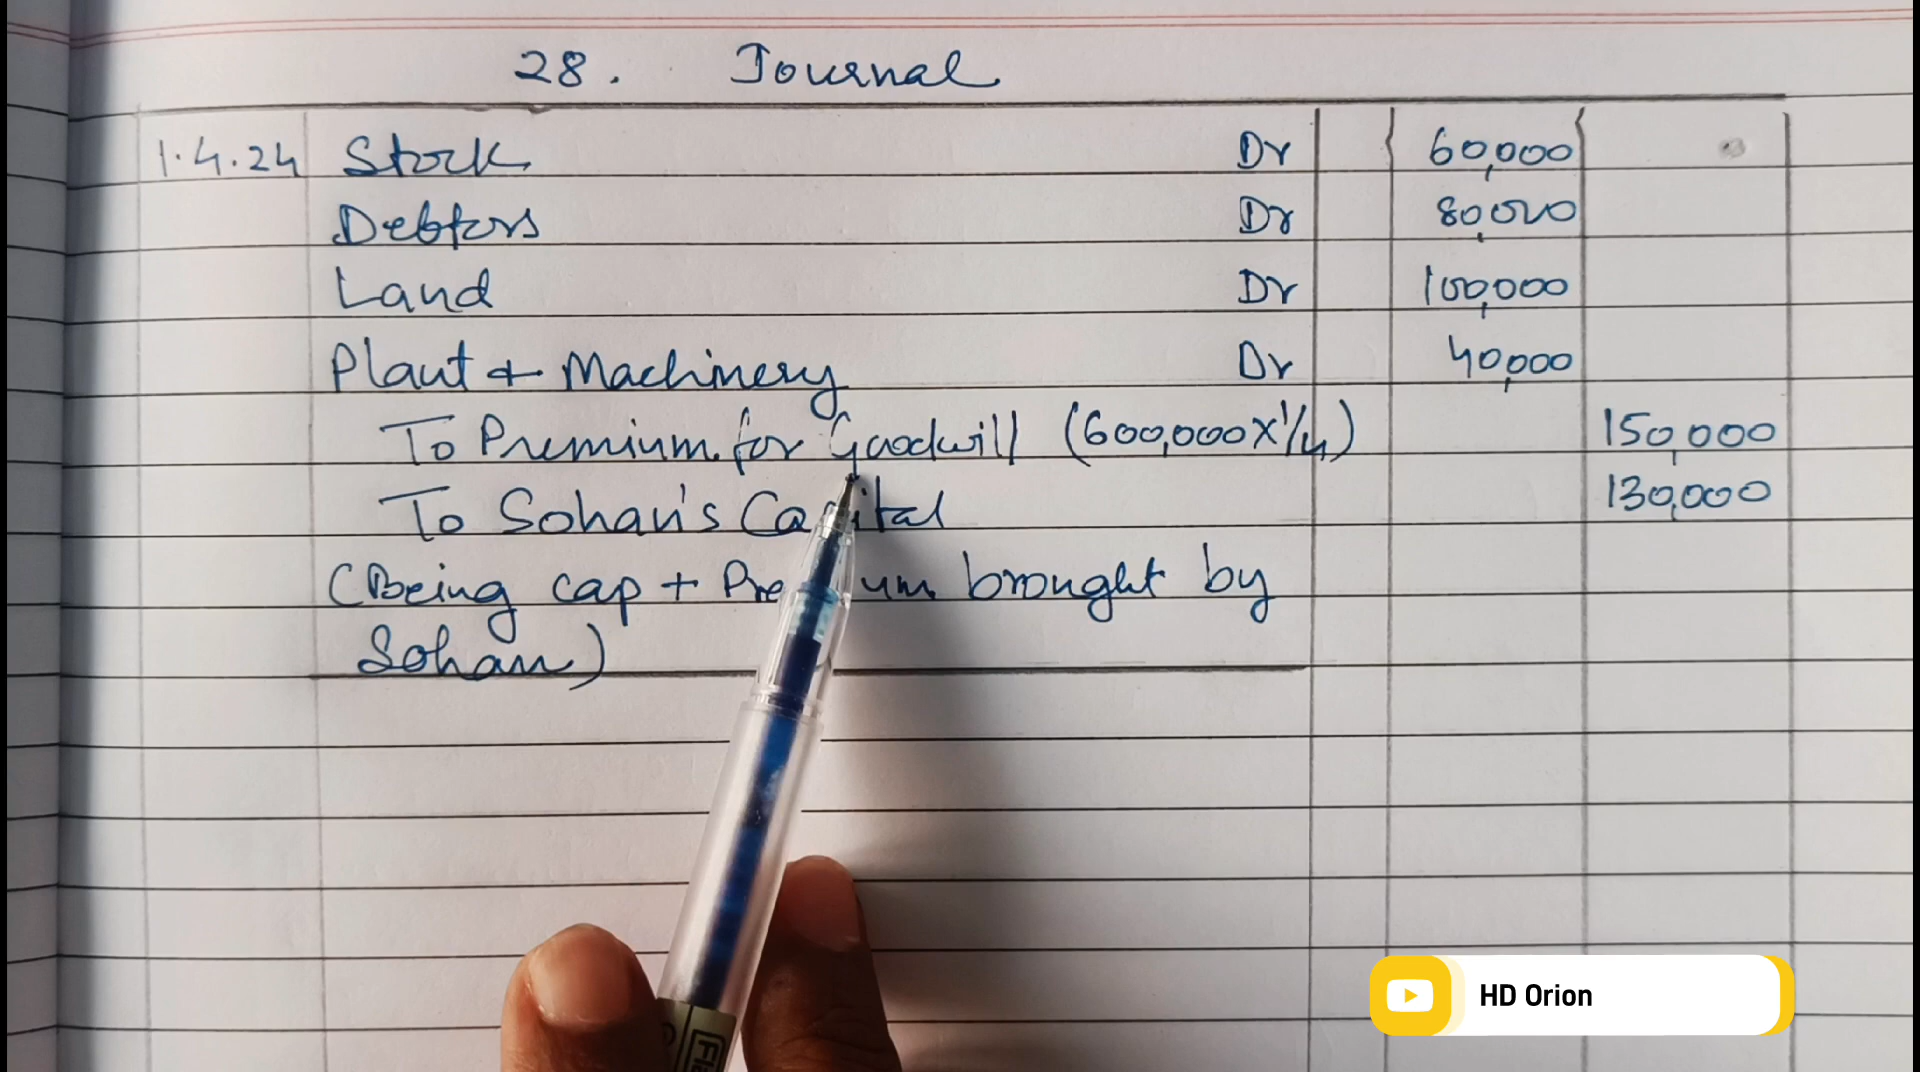 28. Journal
1.4.24 Stock Dr 60,000
Debtors Dr 80,000
Land Dr 100,000
Plant + Machinery Dr 40,000
To Premium for Goodwill (600,000x1/4) 150,000
To Sohan's Capital 130,000
(Being cap + Premium brought by
Sohan)
HD Orion